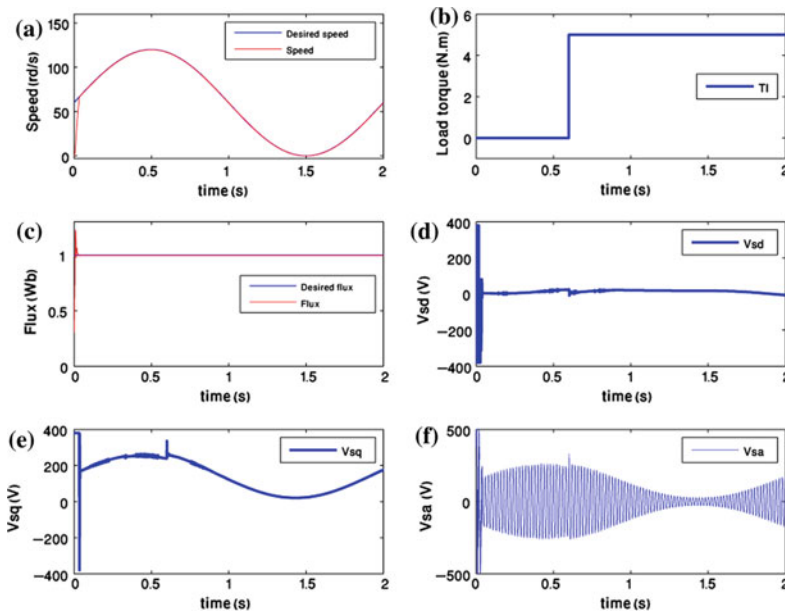 (a)
150
100
50
0
Speed (rd/s)
Desired speed
Speed
0 0.5 1 1.5 2
time (s)
(b)
6
4
2
0
Load torque (N.m)
Tl
0 0.5 1 1.5 2
time (s)
(c)
1
0.5
0
Flux (Wb)
Desired flux
Flux
0 0.5 1 1.5 2
time (s)
(d)
400
200
0
−200
−400
Vsd (V)
Vsd
0 0.5 1 1.5 2
time (s)
(e)
400
200
0
−200
−400
Vsq (V)
Vsq
0 0.5 1 1.5 2
time (s)
(f)
500
0
−500
Vsa (V)
Vsa
0 0.5 1 1.5 2
time (s)